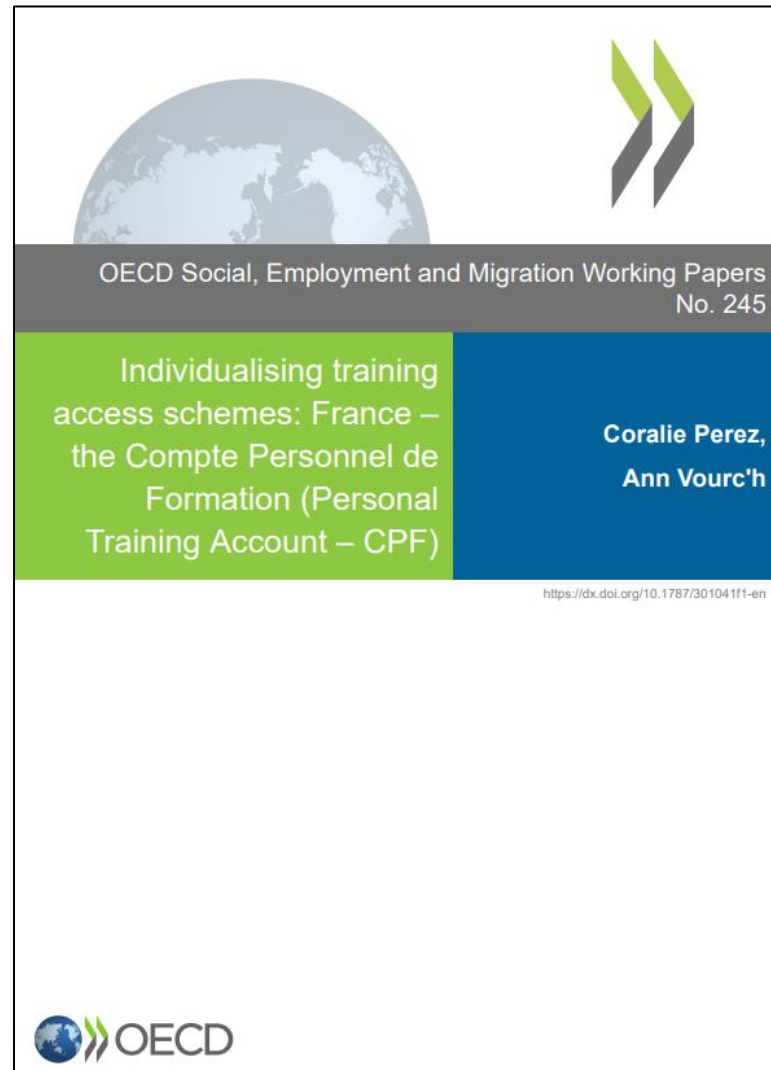 OECD Social, Employment and Migration Working Papers
No. 245
Individualising training
access schemes: France –
the Compte Personnel de
Formation (Personal
Training Account – CPF)
Coralie Perez,
Ann Vourc'h
https://dx.doi.org/10.1787/301041f1-en
OECD